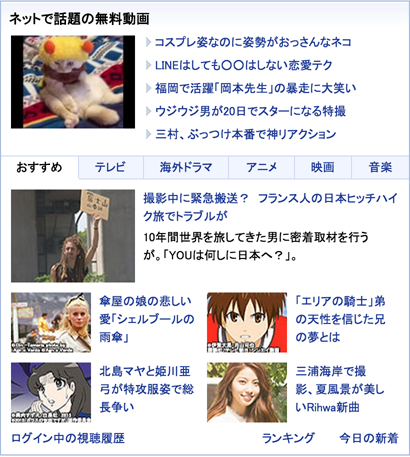 ネットで話題の無料動画
コスプレ姿なのに姿勢がおっさんなネコ
LINEはしても〇〇はしない恋愛テク
福岡で活躍「岡本先生」の暴走に大笑い
ウジウジ男が20日でスターになる特撮
三村、ぶっつけ本番で神リアクション
おすすめ
テレビ
海外ドラマ
アニメ
映画
音楽
富士山
撮影中に緊急搬送？ フランス人の日本ヒッチハイ
ク旅でトラブルが
10年間世界を旅してきた男に密着取材を行う
が。「YOUは何しに日本へ？」。
傘屋の娘の悲しい
愛「シェルブールの
雨傘」
「エリアの騎士」弟
の天性を信じた兄
の夢とは
北島マヤと姫川亜
弓が特攻服姿で総
長争い
三浦海岸で撮
影、夏風景が美し
いRihwa新曲
ログイン中の視聴履歴
ランキング
今日の新着